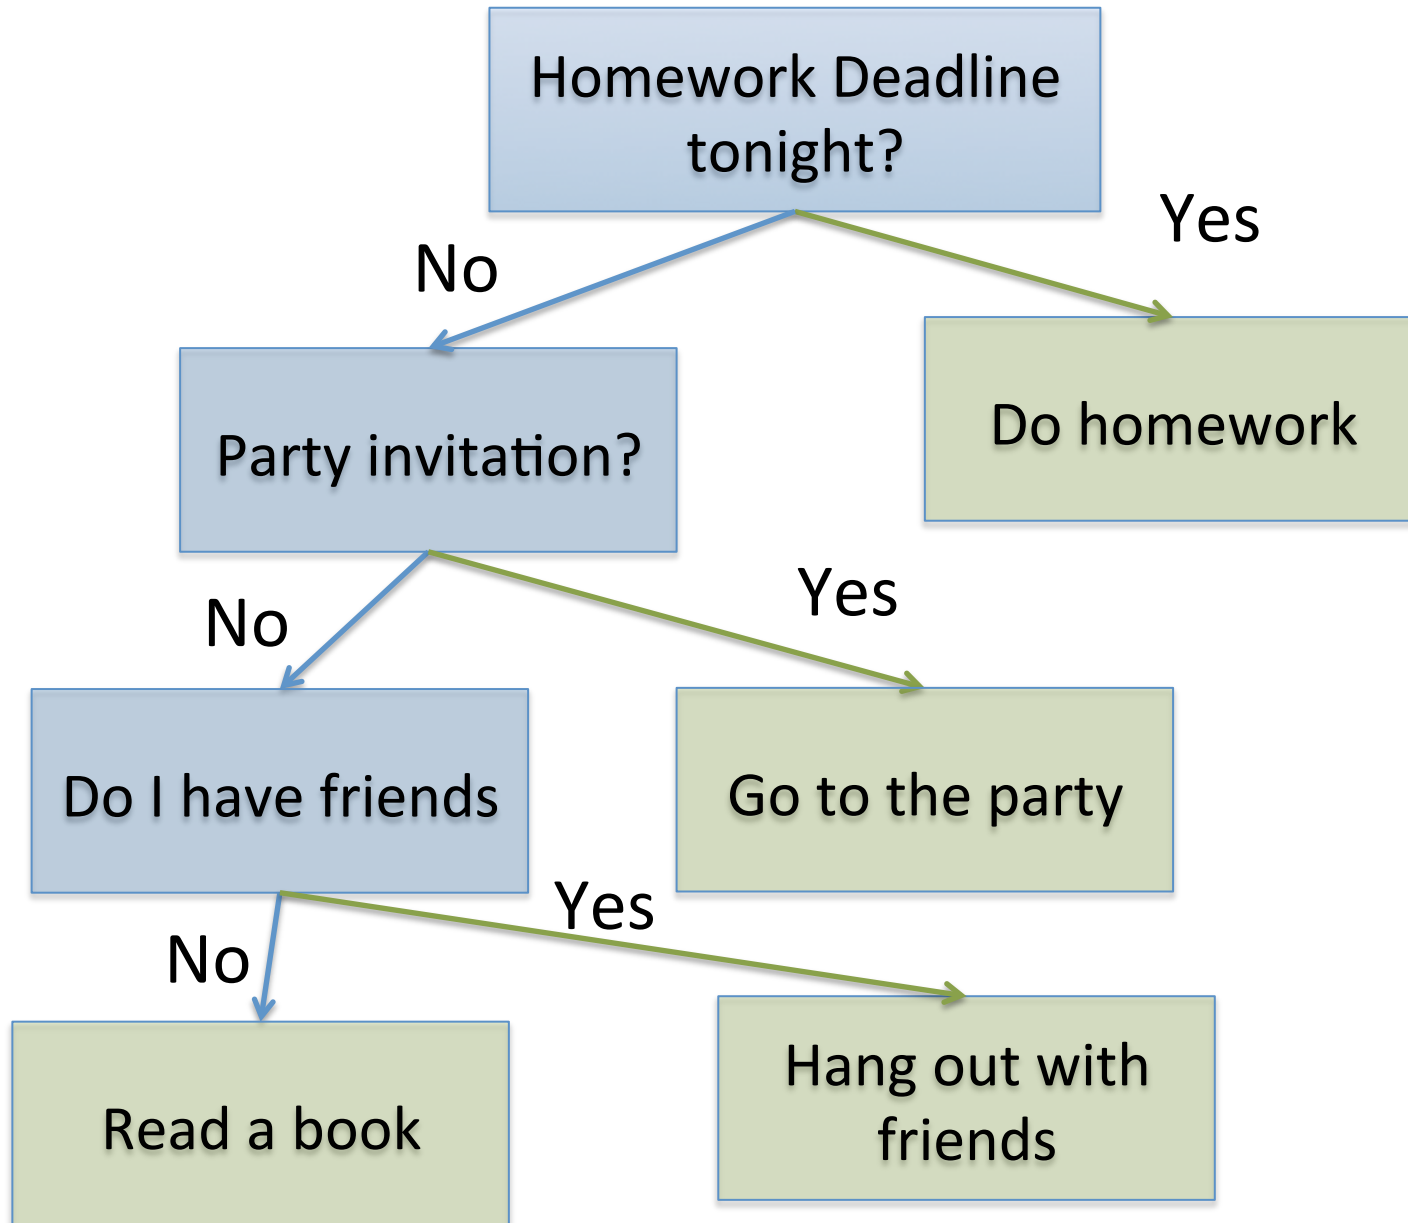 Homework Deadline
tonight?
Yes
No
Do homework
Party invitation?
Yes
No
Do I have friends
Go to the party
Yes
No
Hang out with
friends
Read a book